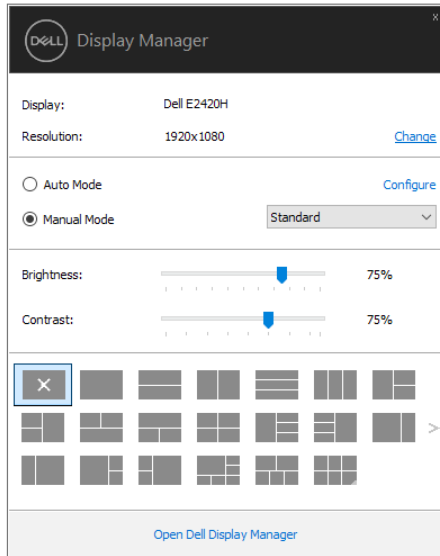 DELL Display Manager
Display: Dell E2420H
Resolution: 1920x1080 Change
Auto Mode Configure
Manual Mode Standard
Brightness: 75%
Contrast: 75%
Open Dell Display Manager